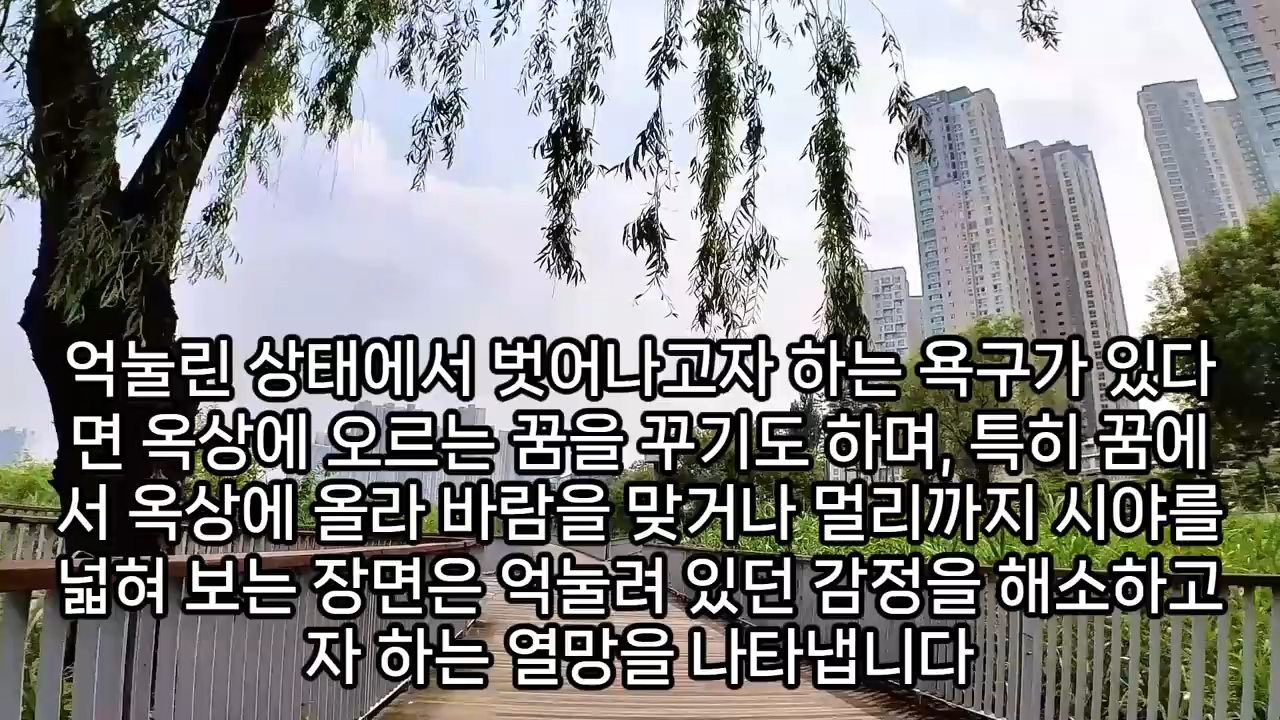 억눌린 상태에서 벗어나고자 하는 욕구가 있다
면 옥상에 오르는 꿈을 꾸기도 하며, 특히 꿈에
서 옥상에 올라 바람을 맞거나 멀리까지 시야를
넓혀 보는 장면은 억눌려 있던 감정을 해소하고
자 하는 열망을 나타냅니다